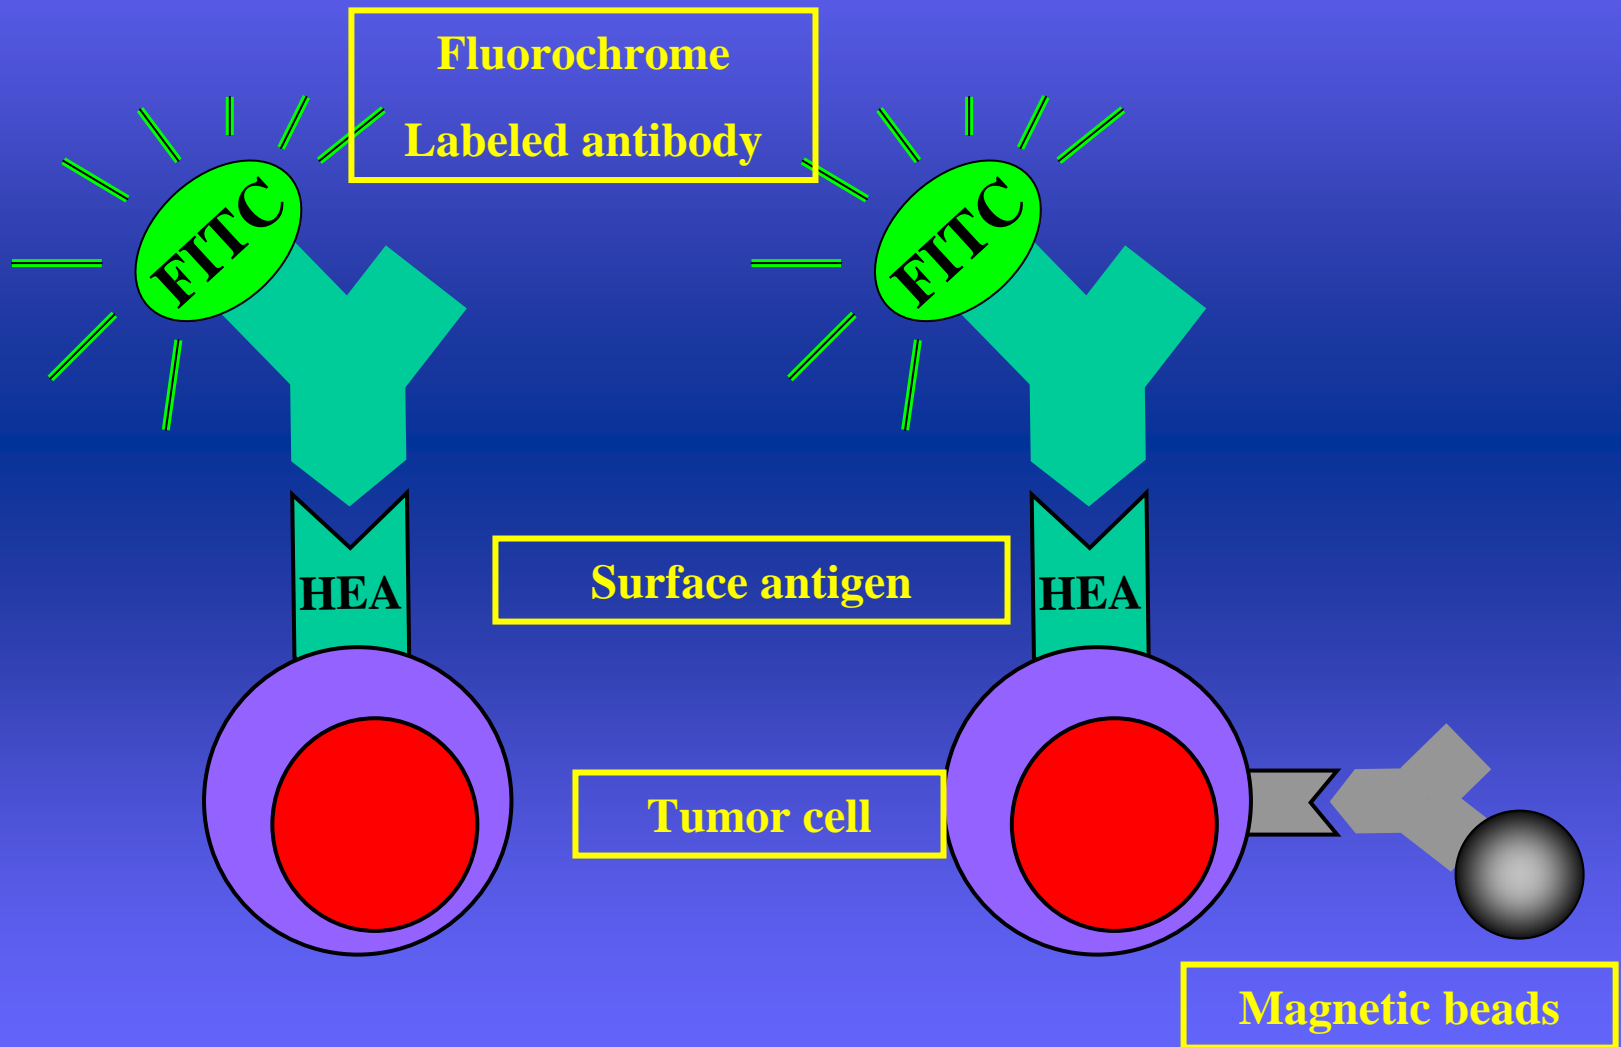 Fluorochrome
Labeled antibody
FITC
FITC
HEA
Surface antigen
HEA
Tumor cell
Magnetic beads